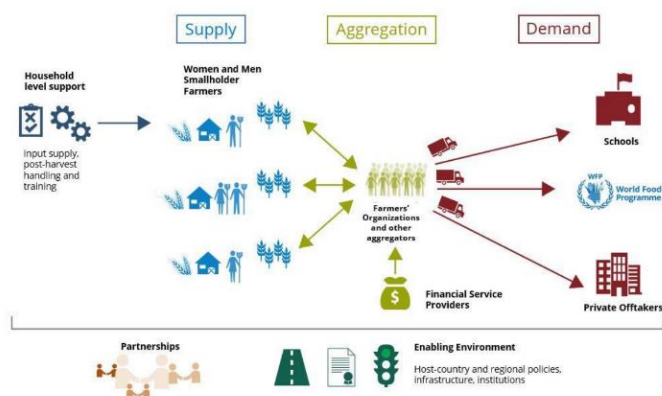 Supply
Aggregation
Demand
Household
level support
input supply,
post-harvest
handling and
training
Women and Men
Smallholder
Farmers
Farmers'
Organizations
and other
aggregators
$
Financial Service
Providers
Schools
WFP
World Food
Programme
Private Offtakers
Partnerships
Enabling Environment
Host-country and regional policies,
infrastructure, institutions